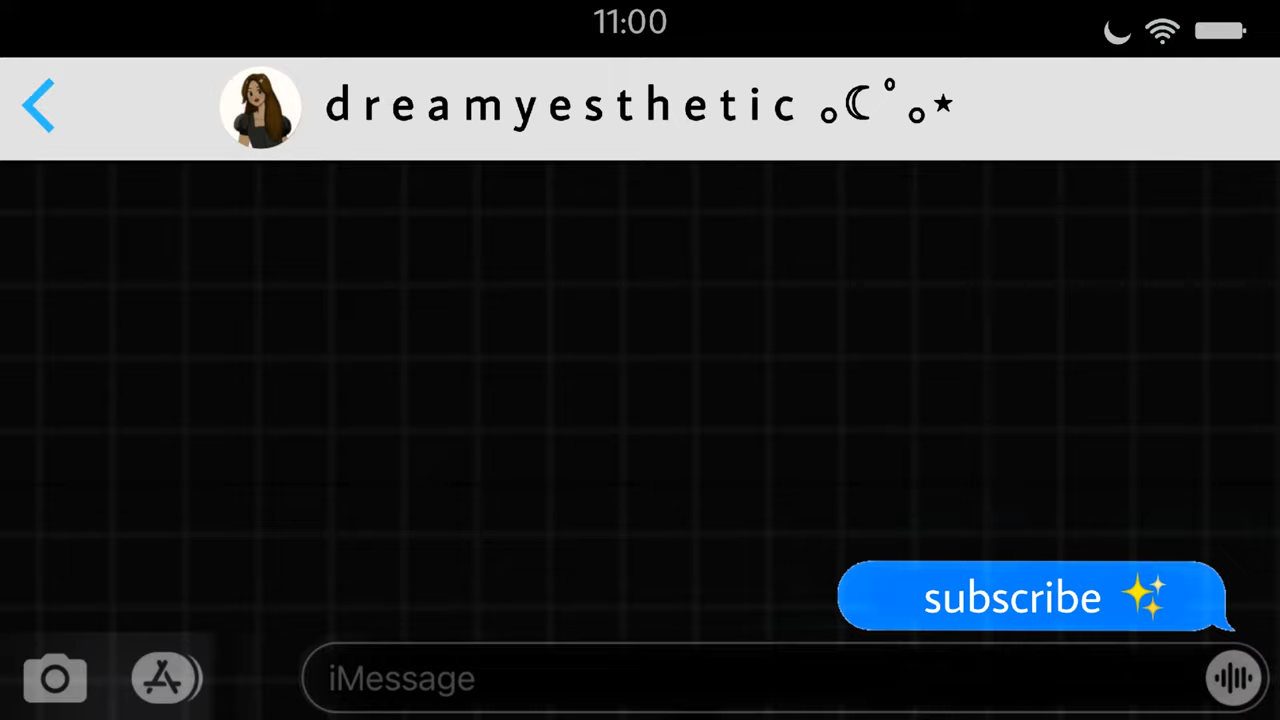 11:00
d r e a m y e s t h e t i c ｡☾ﾟ｡⋆
subscribe ✨
iMessage